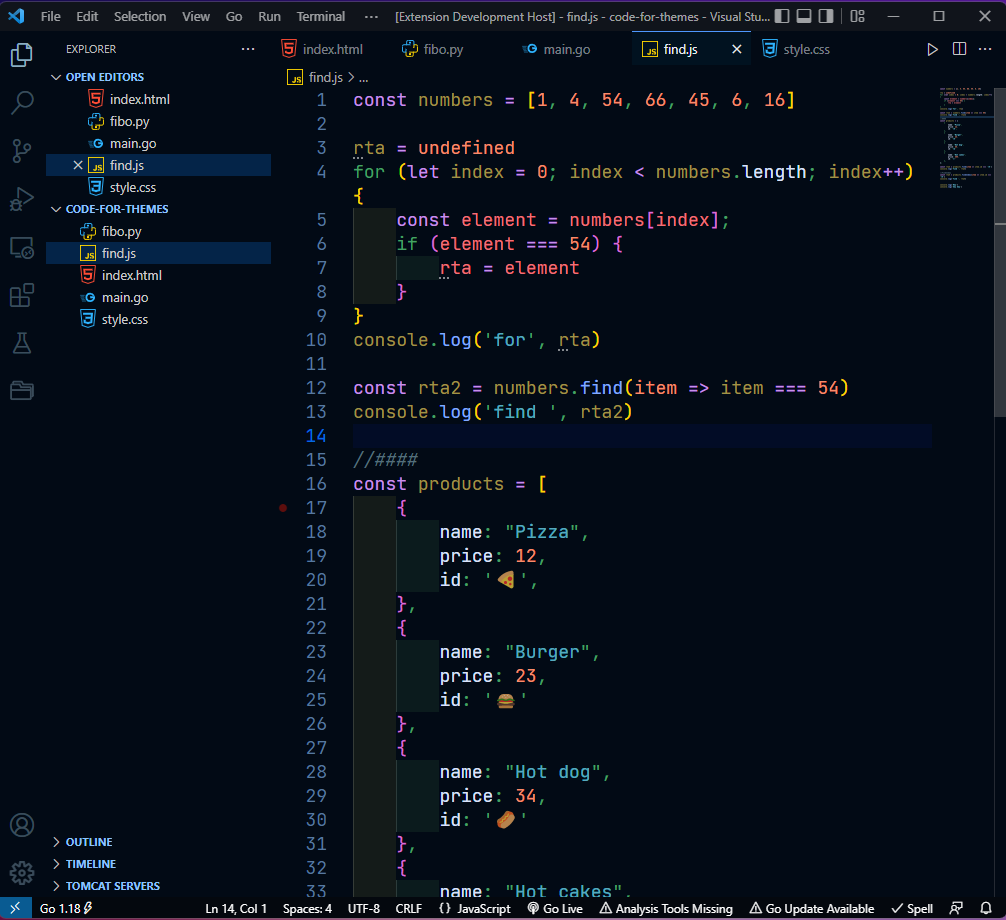 File Edit Selection View Go Run Terminal ··· [Extension Development Host] - find.js - code-for-themes - Visual Stu...
EXPLORER ···
OPEN EDITORS
index.html
fibo.py
main.go
find.js
style.css
CODE-FOR-THEMES
fibo.py
find.js
index.html
main.go
style.css
OUTLINE
TIMELINE
TOMCAT SERVERS
index.html fibo.py main.go find.js style.css
find.js > ...
1 const numbers = [1, 4, 54, 66, 45, 6, 16]
2
3 rta = undefined
4 for (let index = 0; index < numbers.length; index++)
{
5 const element = numbers[index];
6 if (element === 54) {
7 rta = element
8 }
9 }
10 console.log('for', rta)
11
12 const rta2 = numbers.find(item => item === 54)
13 console.log('find ', rta2)
14
15 //####
16 const products = [
17 {
18 name: "Pizza",
19 price: 12,
20 id: '🍕',
21 },
22 {
23 name: "Burger",
24 price: 23,
25 id: '🍔'
26 },
27 {
28 name: "Hot dog",
29 price: 34,
30 id: '🌭'
31 },
32 {
33 name: "Hot cakes",
Go 1.18 Ln 14, Col 1 Spaces: 4 UTF-8 CRLF {} JavaScript Go Live Analysis Tools Missing Go Update Available Spell